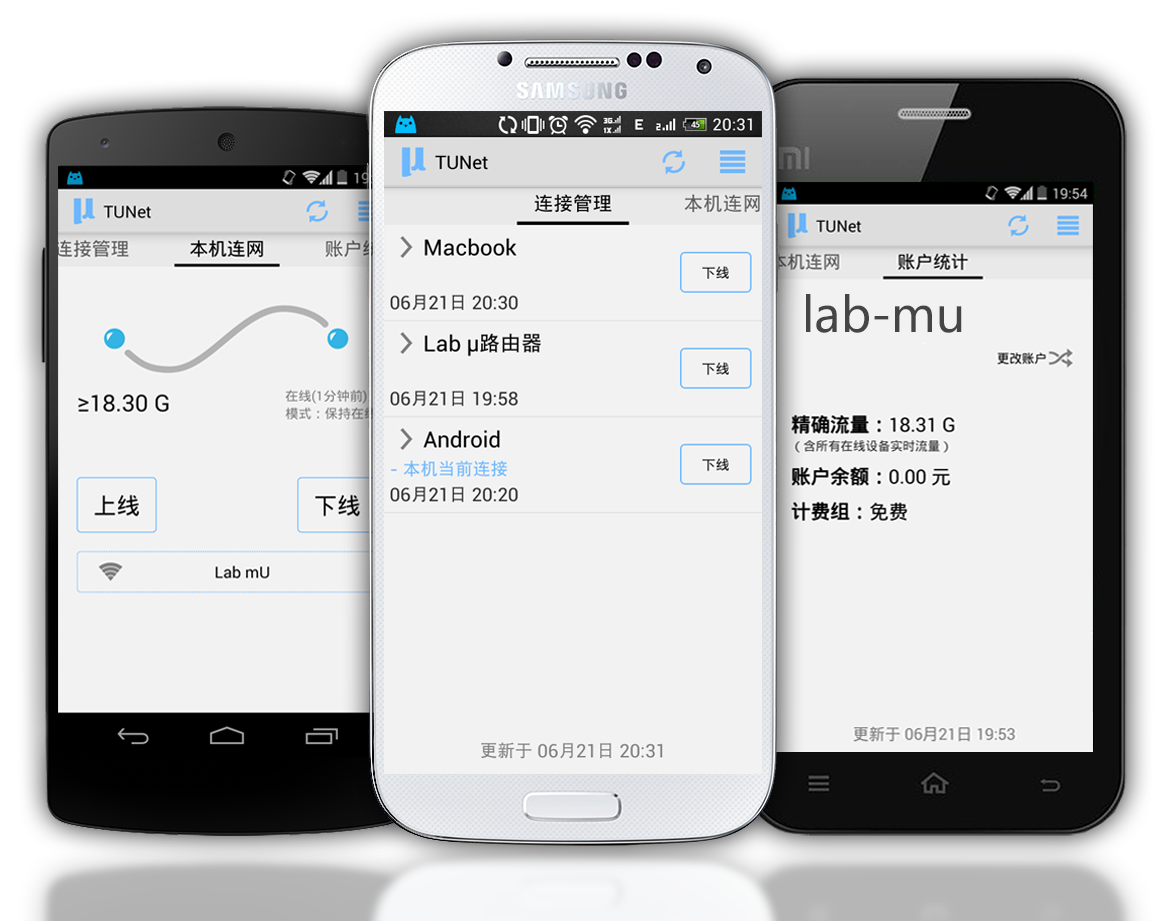 19
μ TUNet
连接管理 本机连网 账户
≥18.30 G
在线(1分钟前)
模式：保持在
上线 下线
Lab mU
SAMSUNG
3G
1X E 2 45 20:31
μ TUNet
连接管理 本机连网
Macbook
下线
06月21日 20:30
Lab μ路由器
下线
06月21日 19:58
Android
- 本机当前连接
下线
06月21日 20:20
更新于 06月21日 20:31
mı
19:54
μ TUNet
本机连网 账户统计
lab-mu
更改账户
精确流量：18.31 G
（含所有在线设备实时流量）
账户余额：0.00 元
计费组：免费
更新于 06月21日 19:53